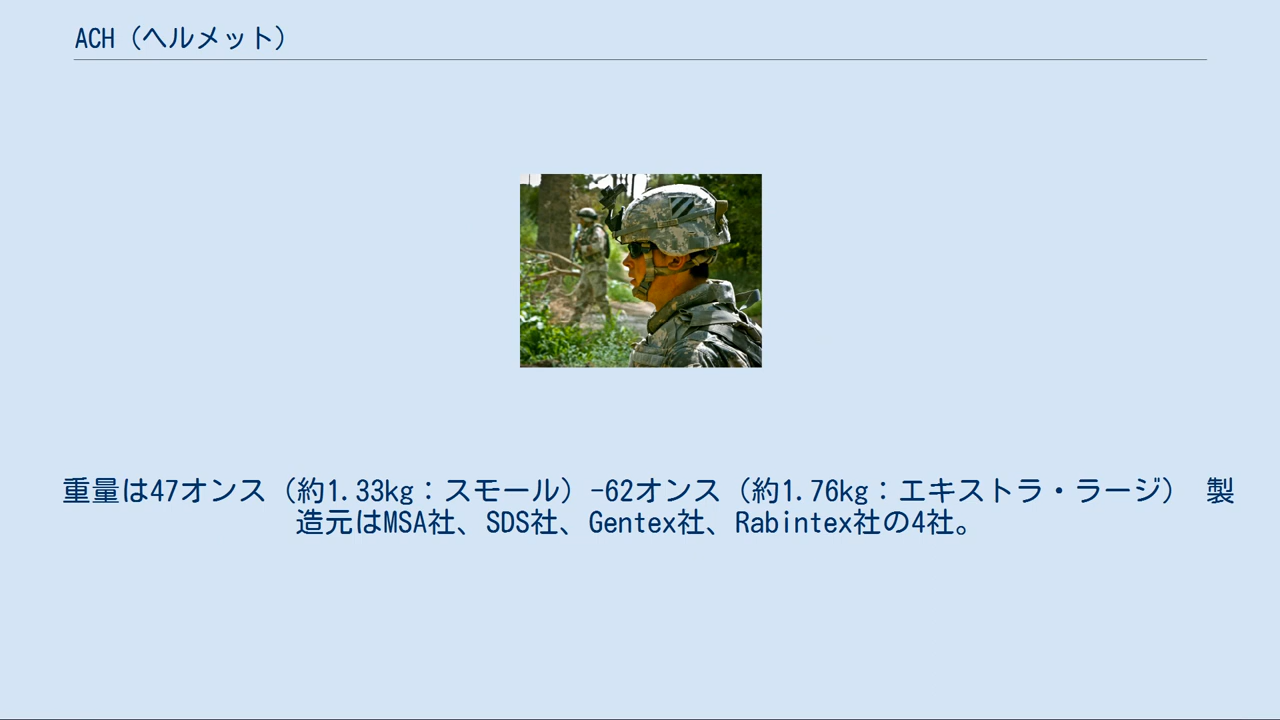 ACH（ヘルメット）
重量は47オンス（約1.33kg：スモール）-62オンス（約1.76kg：エキストラ・ラージ） 製
造元はMSA社、SDS社、Gentex社、Rabintex社の4社。